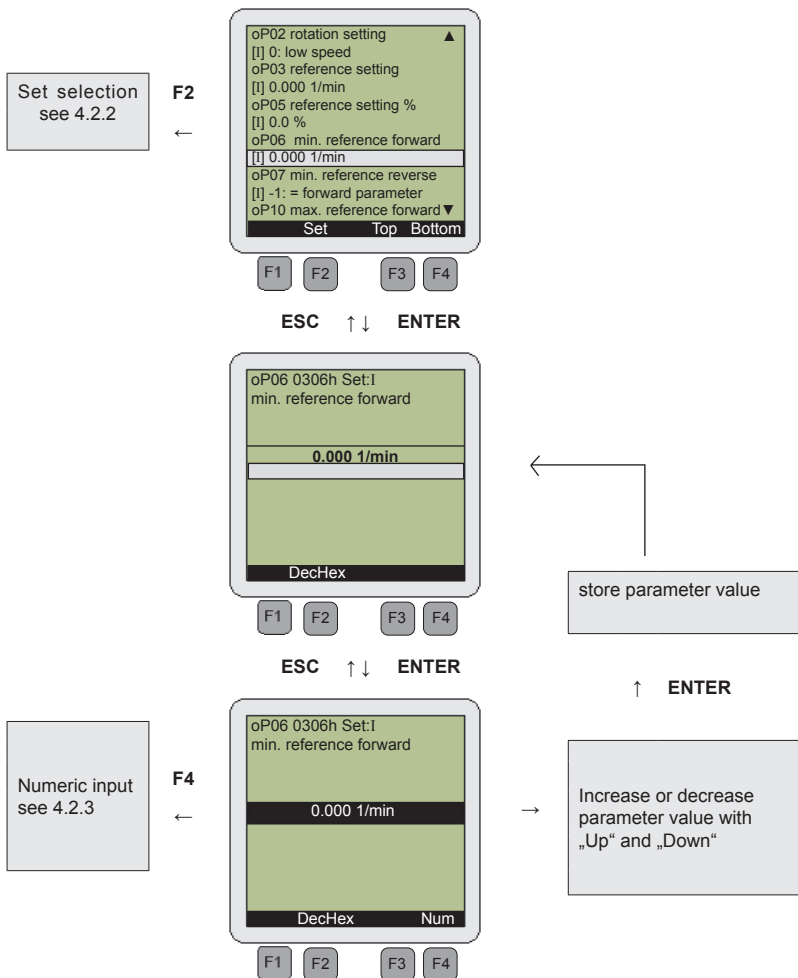 oP02 rotation setting ▲
[I] 0: low speed
oP03 reference setting
[I] 0.000 1/min
oP05 reference setting %
[I] 0.0 %
oP06 min. reference forward
[I] 0.000 1/min
oP07 min. reference reverse
[I] -1: = forward parameter
oP10 max. reference forward ▼
Set Top Bottom
F1 F2 F3 F4
Set selection
see 4.2.2
F2
←
ESC ↑↓ ENTER
oP06 0306h Set:I
min. reference forward
0.000 1/min
DecHex
F1 F2 F3 F4
store parameter value
ESC ↑↓ ENTER
↑ ENTER
oP06 0306h Set:I
min. reference forward
0.000 1/min
DecHex Num
F1 F2 F3 F4
Numeric input
see 4.2.3
F4
←
→
Increase or decrease
parameter value with
„Up“ and „Down“